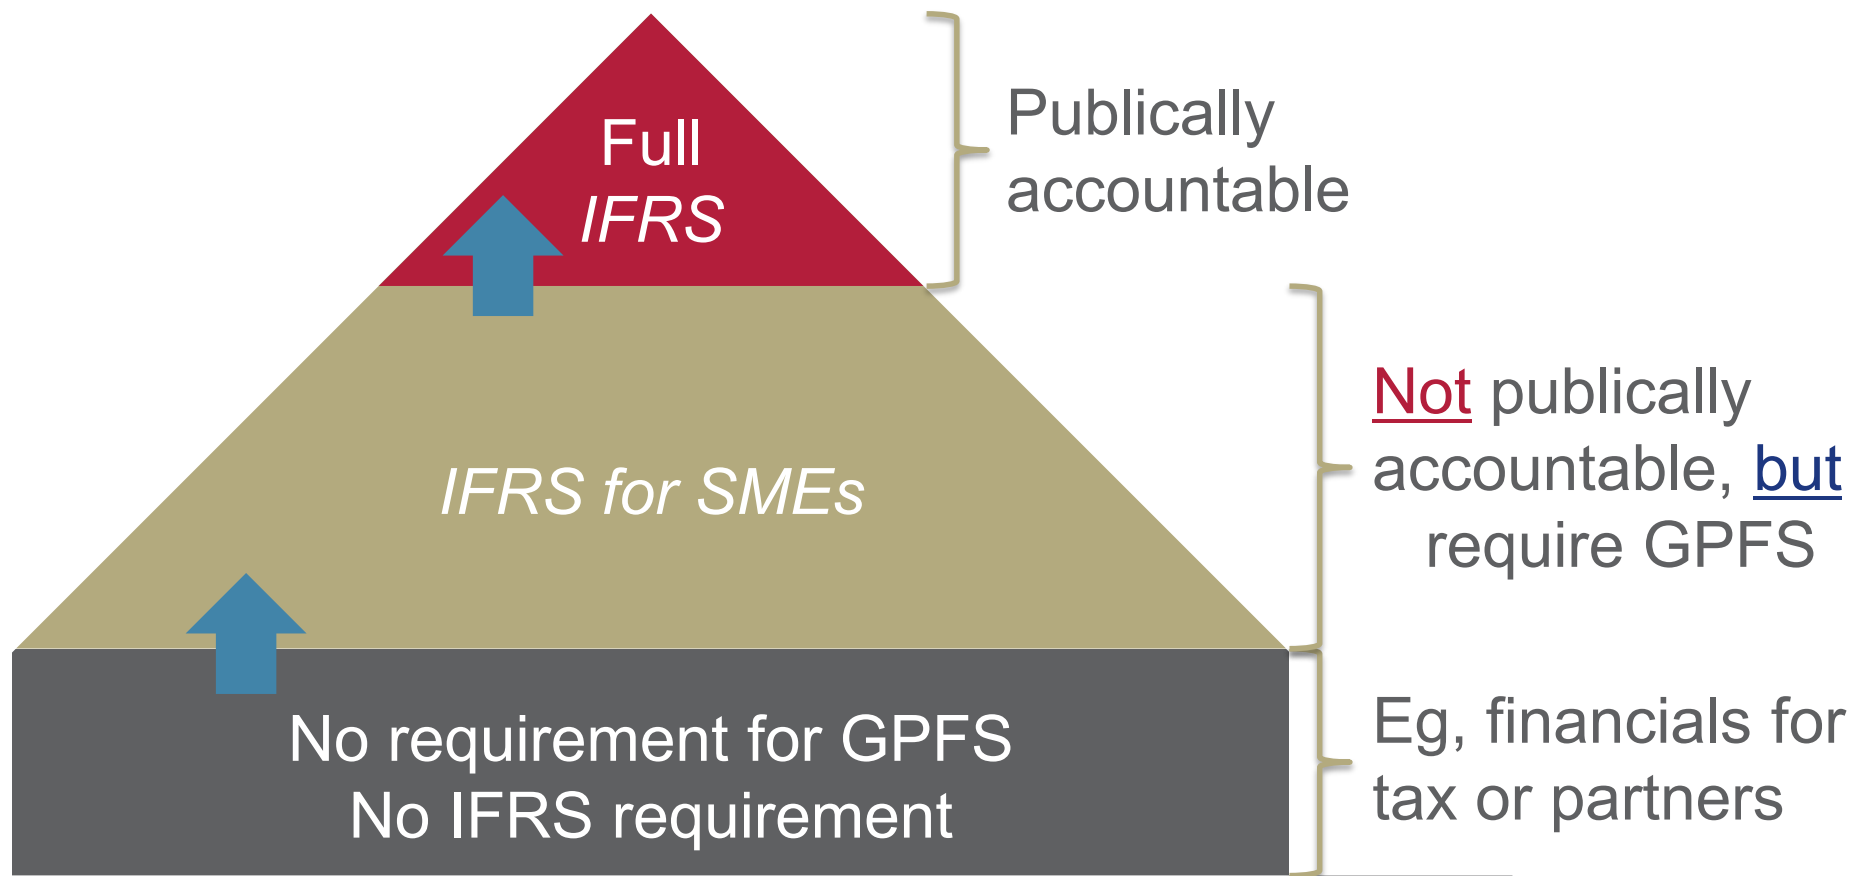 Full
IFRS
Publically
accountable
IFRS for SMEs
Not publically
accountable, but
require GPFS
No requirement for GPFS
No IFRS requirement
Eg, financials for
tax or partners